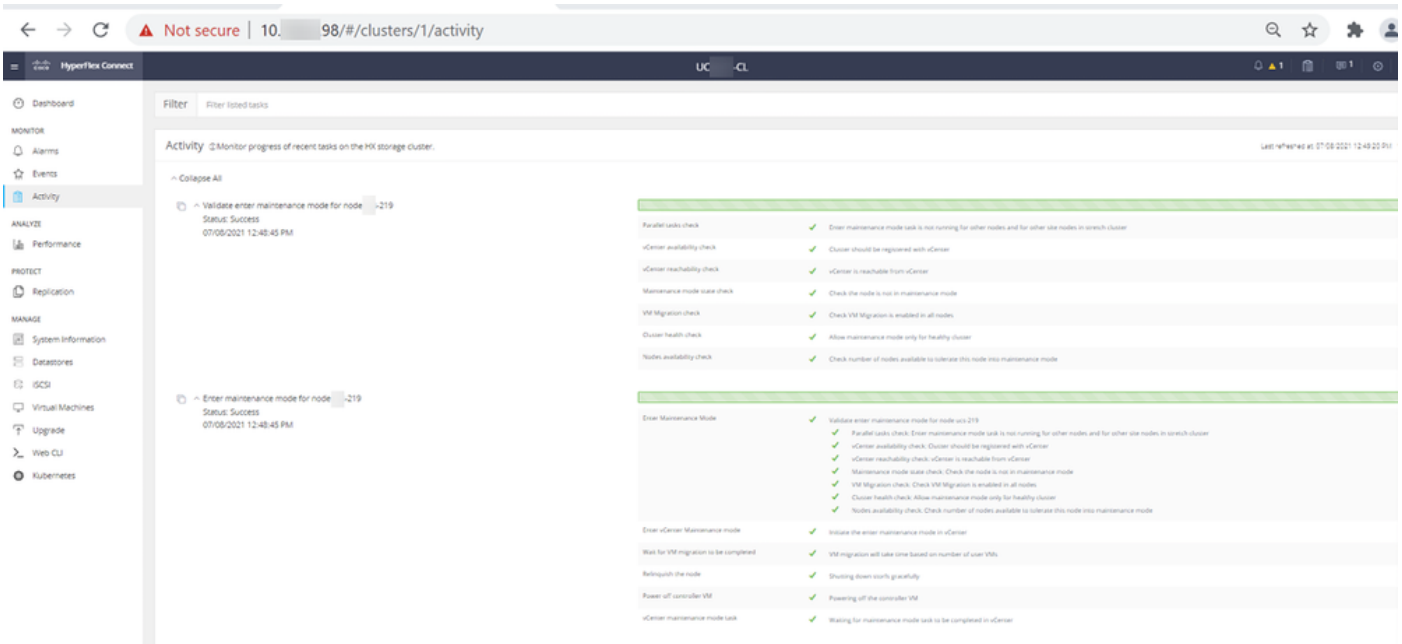 Not secure | 10. 98/#/clusters/1/activity
HyperFlex Connect
UC -CL
1
1
Dashboard
Filter Filter listed tasks
MONITOR
Alarms
Activity Monitor progress of recent tasks on the HX storage cluster.
Last refreshed at: 07/08/2021 12:49:20 PM
Events
Collapse All
Activity
Validate enter maintenance mode for node -219
Status: Success
07/08/2021 12:48:45 PM
ANALYZE
Performance
PROTECT
Replication
MANAGE
System Information
Datastores
iSCSI
Virtual Machines
Upgrade
Web CLI
Kubernetes
Parallel tasks check Enter maintenance mode task is not running for other nodes and for other site nodes in stretch cluster
vCenter availability check Cluster should be registered with vCenter
vCenter reachability check vCenter is reachable from vCenter
Maintenance mode state check Check the node is not in maintenance mode
VM Migration check Check VM Migration is enabled in all nodes
Cluster health check Allow maintenance mode only for healthy cluster
Nodes availability check Check number of nodes available to tolerate this node into maintenance mode
Enter maintenance mode for node -219
Status: Success
07/08/2021 12:48:45 PM
Enter Maintenance Mode Validate enter maintenance mode for node ucs-219
Parallel tasks check: Enter maintenance mode task is not running for other nodes and for other site nodes in stretch cluster
vCenter availability check: Cluster should be registered with vCenter
vCenter reachability check: vCenter is reachable from vCenter
Maintenance mode state check: Check the node is not in maintenance mode
VM Migration check: Check VM Migration is enabled in all nodes
Cluster health check: Allow maintenance mode only for healthy cluster
Nodes availability check: Check number of nodes available to tolerate this node into maintenance mode
Enter vCenter Maintenance mode Initiate the enter maintenance mode in vCenter
Wait for VM migration to be completed VM migration will take time based on number of user VMs
Relinquish the node Shutting down storfs gracefully
Power off controller VM Powering off the controller VM
vCenter maintenance mode task Waiting for maintenance mode task to be completed in vCenter